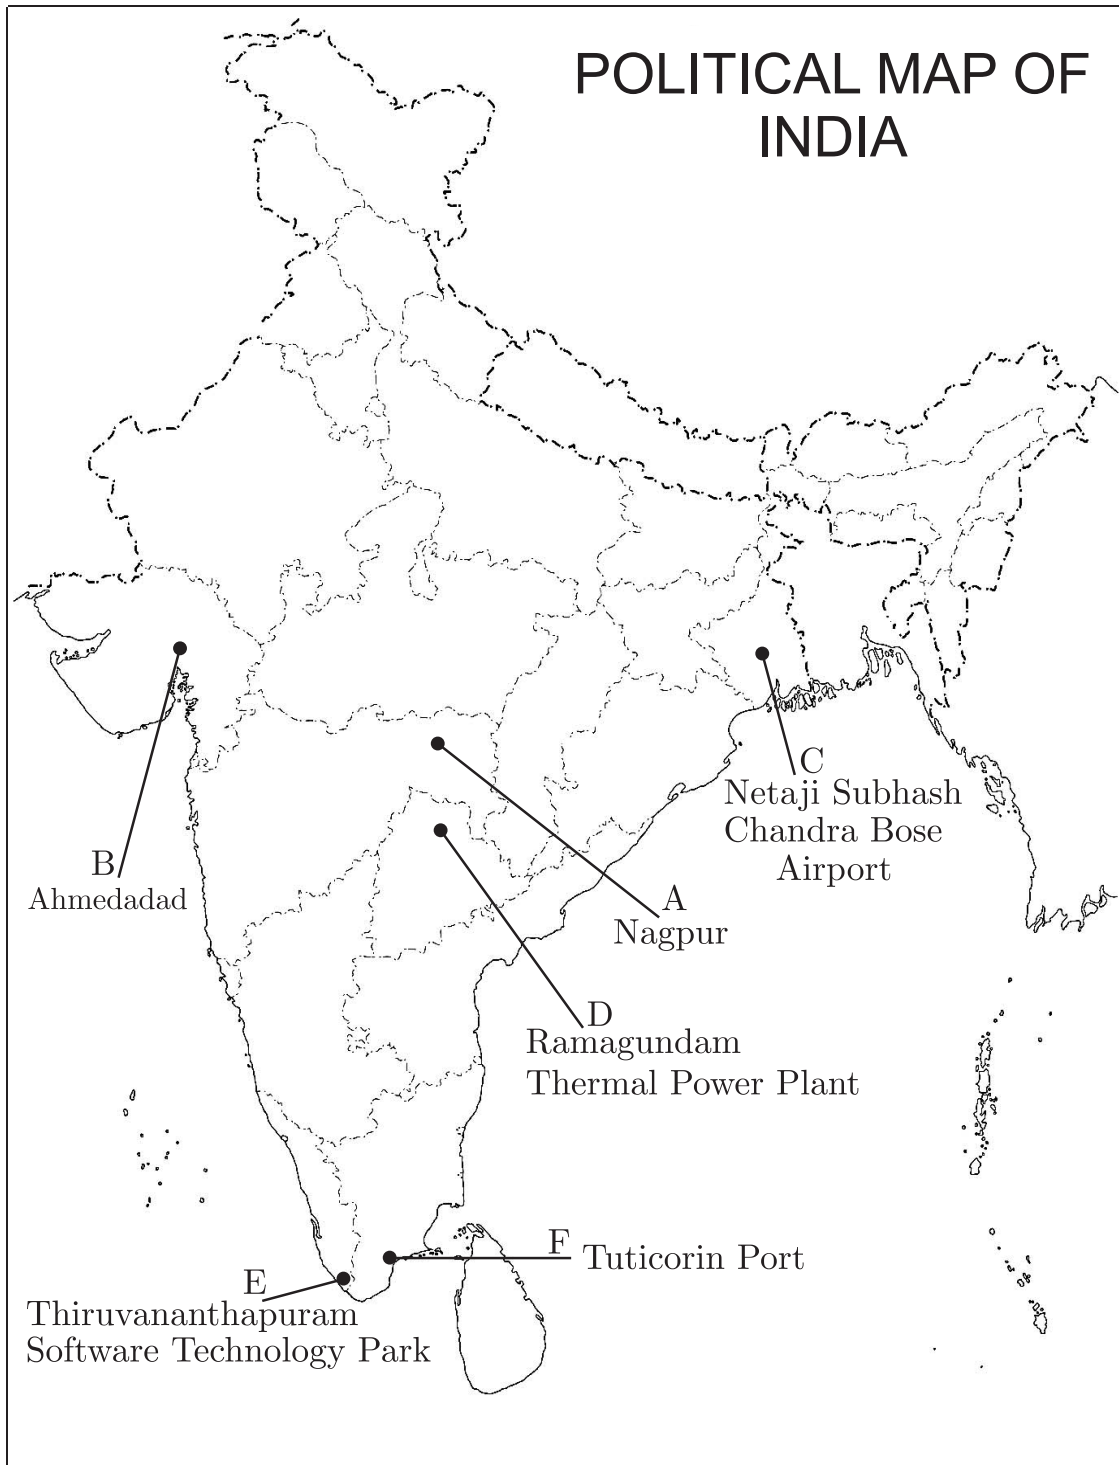 POLITICAL MAP OF
INDIA
C
Netaji Subhash
Chandra Bose
Airport
B
Ahmedadad
A
Nagpur
D
Ramagundam
Thermal Power Plant
F
Tuticorin Port
E
Thiruvananthapuram
Software Technology Park